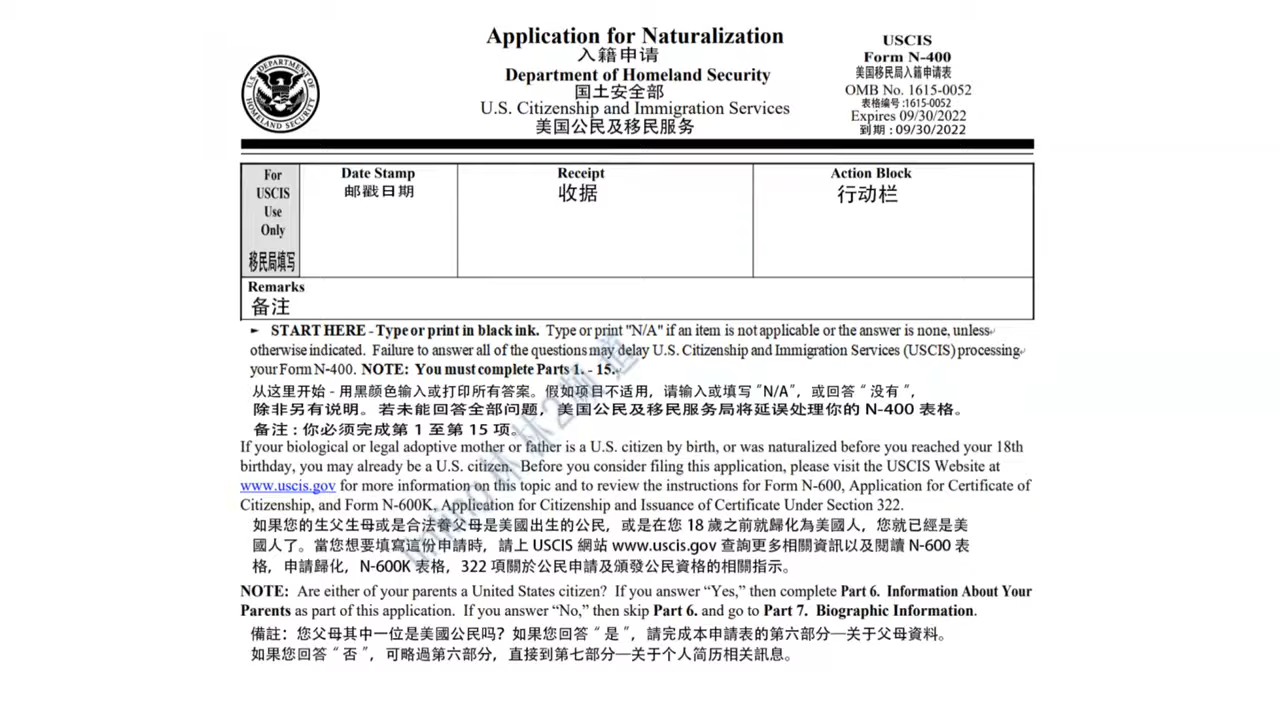 Application for Naturalization
入籍申请
Department of Homeland Security
国土安全部
U.S. Citizenship and Immigration Services
美国公民及移民服务
USCIS
Form N-400
美国移民局入籍申请表
OMB No. 1615-0052
表格编号:1615-0052
Expires 09/30/2022
到期:09/30/2022
U.S. DEPARTMENT OF HOMELAND SECURITY
For
USCIS
Use
Only
移民局填写
Date Stamp
邮戳日期
Receipt
收据
Action Block
行动栏
Remarks
备注
► START HERE - Type or print in black ink. Type or print "N/A" if an item is not applicable or the answer is none, unless
otherwise indicated. Failure to answer all of the questions may delay U.S. Citizenship and Immigration Services (USCIS) processing
your Form N-400. NOTE: You must complete Parts 1. - 15.
从这里开始 - 用黑颜色输入或打印所有答案。假如项目不适用，请输入或填写 "N/A"，或回答 “没有 ”，
除非另有说明。若未能回答全部问题，美国公民及移民服务局将延误处理你的 N-400 表格。
备注:你必须完成第 1 至第 15 项。
If your biological or legal adoptive mother or father is a U.S. citizen by birth, or was naturalized before you reached your 18th
birthday, you may already be a U.S. citizen. Before you consider filing this application, please visit the USCIS Website at
www.uscis.gov for more information on this topic and to review the instructions for Form N-600, Application for Certificate of
Citizenship, and Form N-600K, Application for Citizenship and Issuance of Certificate Under Section 322.
如果您的生父生母或是合法養父母是美國出生的公民，或是在您 18 歲之前就歸化為美國人，您就已經是美
國人了。當您想要填寫這份申請時，請上 USCIS 網站 www.uscis.gov 查詢更多相關資訊以及閱讀 N-600 表
格，申請歸化，N-600K 表格，322 項關於公民申請及頒發公民資格的相關指示。
NOTE: Are either of your parents a United States citizen? If you answer “Yes,” then complete Part 6. Information About Your
Parents as part of this application. If you answer “No,” then skip Part 6. and go to Part 7. Biographic Information.
備註：您父母其中一位是美國公民吗？如果您回答 “ 是 ”，請完成本申請表的第六部分—关于父母資料。
如果您回答 “ 否 ”，可略過第六部分，直接到第七部分—关于个人简历相关訊息。